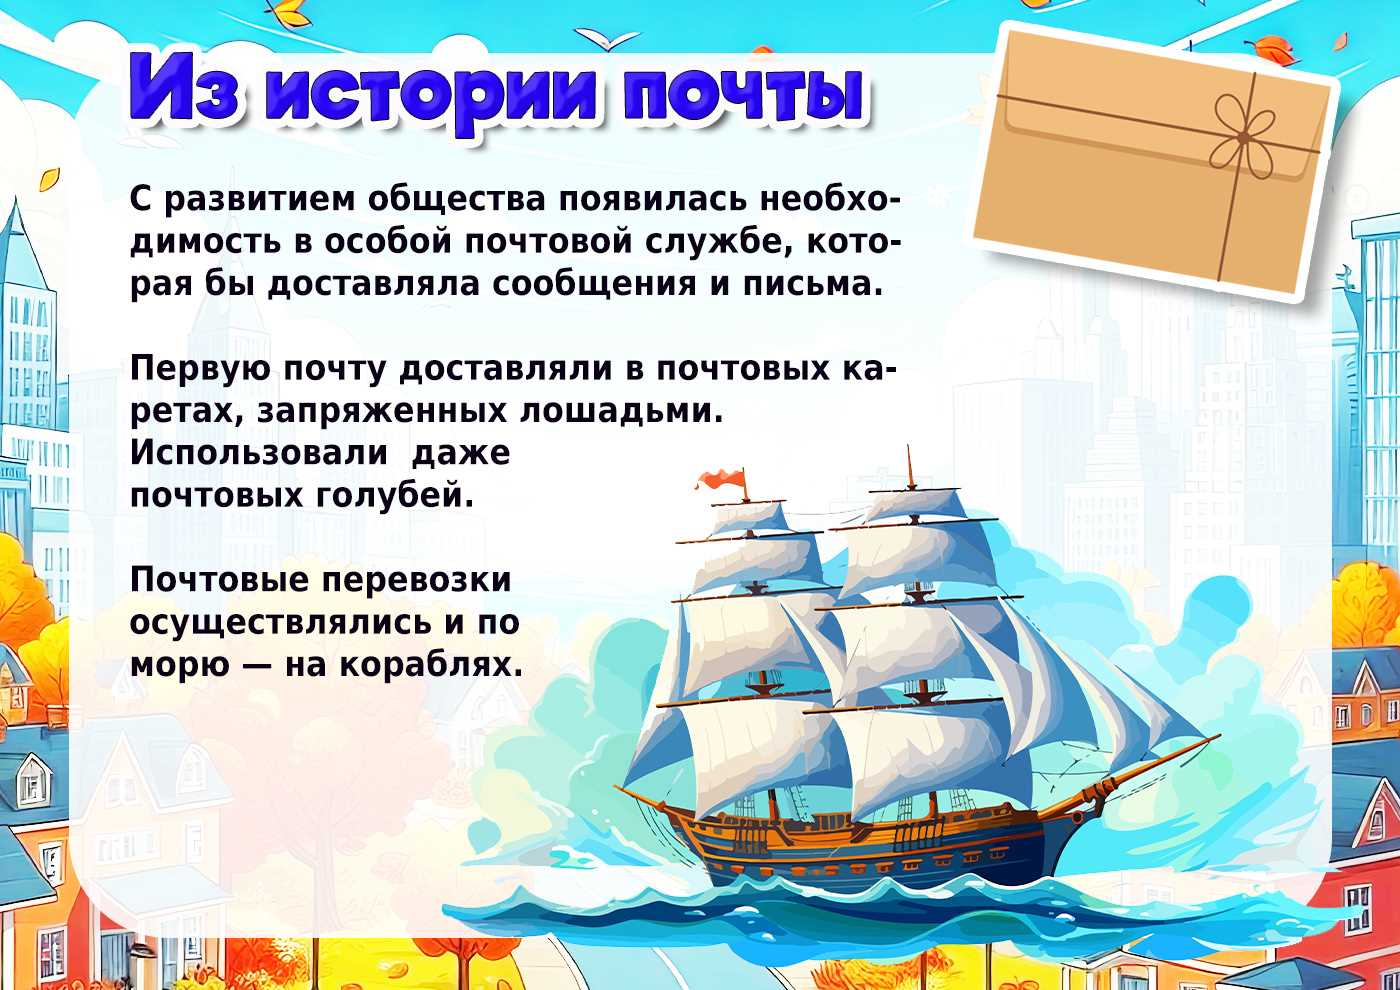 Из истории почты
С развитием общества появилась необхо-
димость в особой почтовой службе, кото-
рая бы доставляла сообщения и письма.
Первую почту доставляли в почтовых ка-
ретах, запряженных лошадьми.
Использовали  даже
почтовых голубей.
Почтовые перевозки
осуществлялись и по
морю — на кораблях.